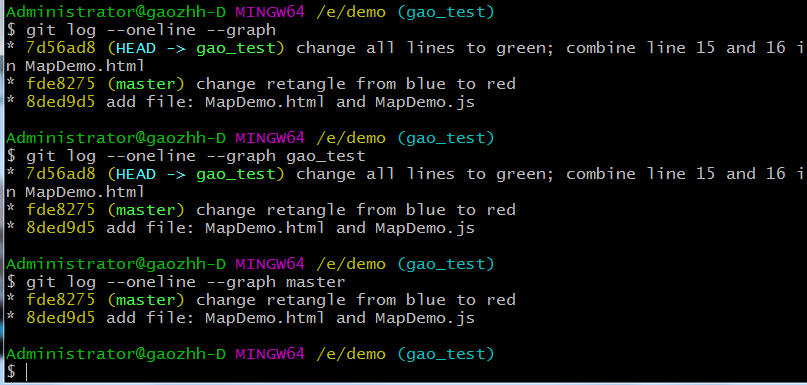 Administrator@gaozhh-D MINGW64 /e/demo (gao_test)
$ git log --oneline --graph
* 7d56ad8 (HEAD -> gao_test) change all lines to green; combine line 15 and 16 i
n MapDemo.html
* fde8275 (master) change retangle from blue to red
* 8ded9d5 add file: MapDemo.html and MapDemo.js
Administrator@gaozhh-D MINGW64 /e/demo (gao_test)
$ git log --oneline --graph gao_test
* 7d56ad8 (HEAD -> gao_test) change all lines to green; combine line 15 and 16 i
n MapDemo.html
* fde8275 (master) change retangle from blue to red
* 8ded9d5 add file: MapDemo.html and MapDemo.js
Administrator@gaozhh-D MINGW64 /e/demo (gao_test)
$ git log --oneline --graph master
* fde8275 (master) change retangle from blue to red
* 8ded9d5 add file: MapDemo.html and MapDemo.js
Administrator@gaozhh-D MINGW64 /e/demo (gao_test)
$